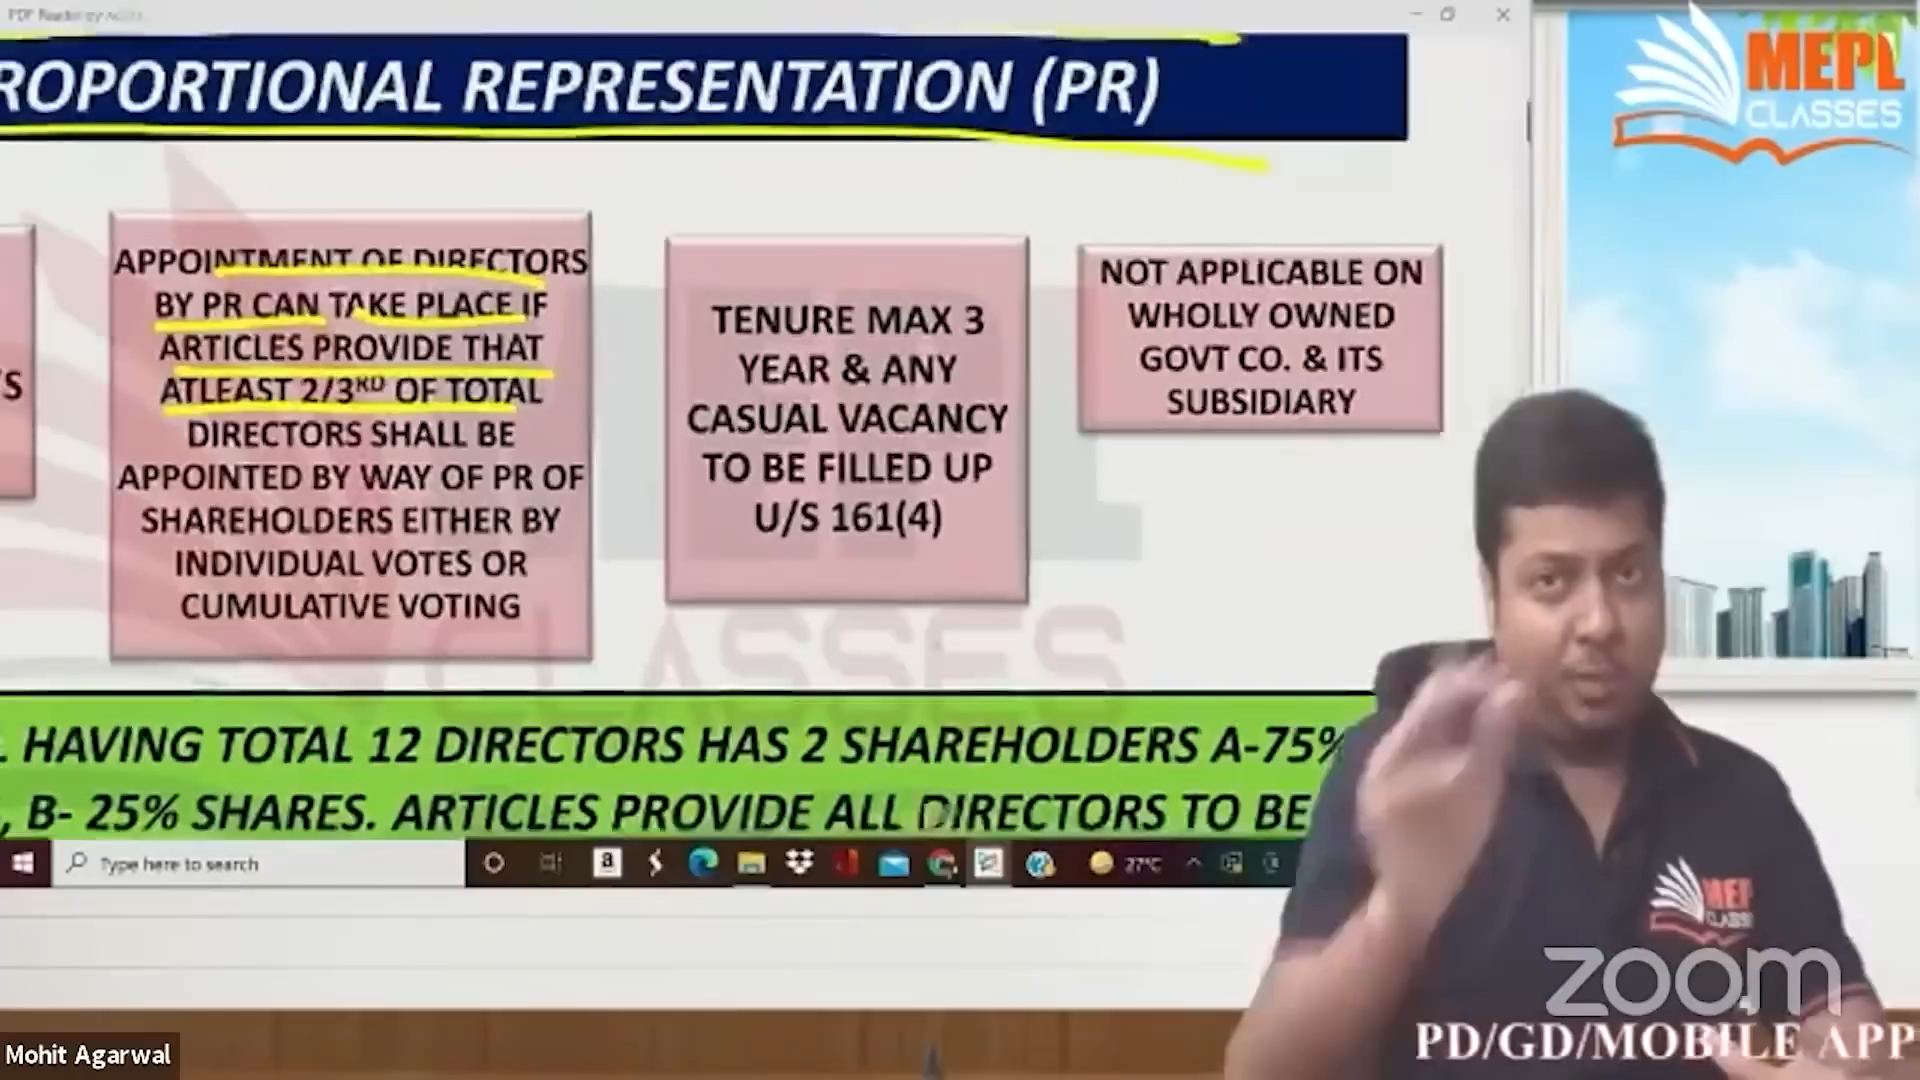 ROPORTIONAL REPRESENTATION (PR)
MEPL
CLASSES
'S
APPOINTMENT OF DIRECTORS
BY PR CAN TAKE PLACE IF
ARTICLES PROVIDE THAT
ATLEAST 2/3RD OF TOTAL
DIRECTORS SHALL BE
APPOINTED BY WAY OF PR OF
SHAREHOLDERS EITHER BY
INDIVIDUAL VOTES OR
CUMULATIVE VOTING
TENURE MAX 3
YEAR & ANY
CASUAL VACANCY
TO BE FILLED UP
U/S 161(4)
NOT APPLICABLE ON
WHOLLY OWNED
GOVT CO. & ITS
SUBSIDIARY
CLASSES
HAVING TOTAL 12 DIRECTORS HAS 2 SHAREHOLDERS A-75%
, B- 25% SHARES. ARTICLES PROVIDE ALL DIRECTORS TO BE
Type here to search
27°C
MEP
CLASS
zoom
PD/GD/MOBILE APP
Mohit Agarwal